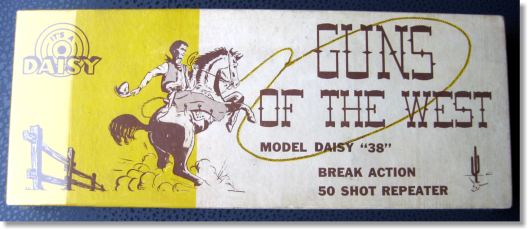 IT'S A
DAISY
GUNS
OF THE WEST
MODEL DAISY "38"
BREAK ACTION
50 SHOT REPEATER